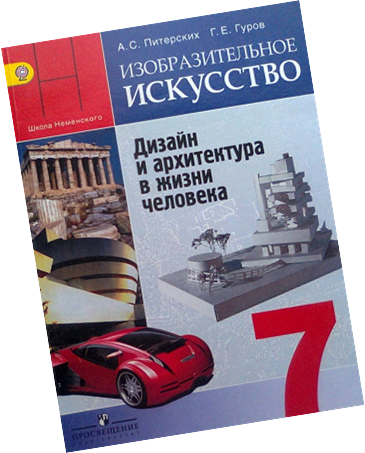 А.С. Питерских Г.Е. Гуров
ИЗОБРАЗИТЕЛЬНОЕ
ИСКУССТВО
Школа Неменского
Дизайн
и архитектура
в жизни
человека
7
ПРОСВЕЩЕНИЕ